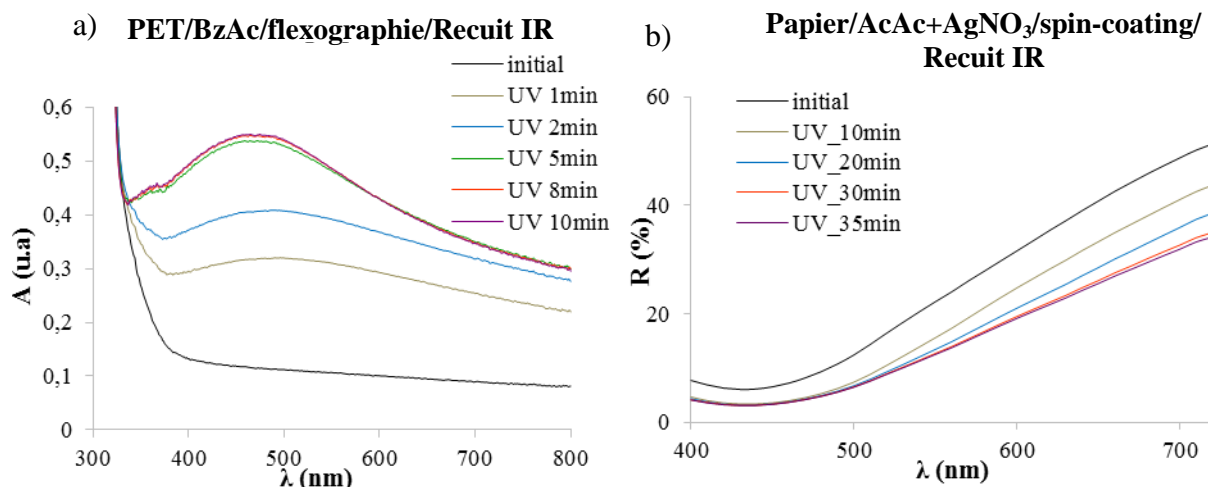 a) PET/BzAc/flexographie/Recuit IR
initial
UV 1min
UV 2min
UV 5min
UV 8min
UV 10min
0,6
0,5
0,4
0,3
0,2
0,1
0
A (u.a)
300 400 500 600 700 800
λ (nm)
b) Papier/AcAc+AgNO₃/spin-coating/
Recuit IR
initial
UV_10min
UV_20min
UV_30min
UV_35min
60
40
20
0
R (%)
400 500 600 700
λ (nm)